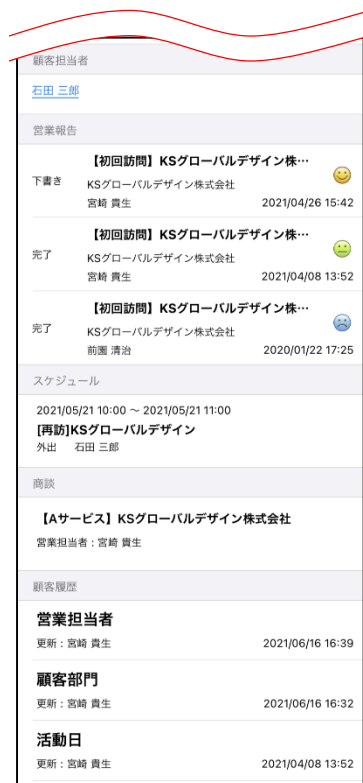 顧客担当者
石田 三郎
営業報告
【初回訪問】KSグローバルデザイン株…
下書き
KSグローバルデザイン株式会社
宮崎 貴生 2021/04/26 15:42
【初回訪問】KSグローバルデザイン株…
完了
KSグローバルデザイン株式会社
宮崎 貴生 2021/04/08 13:52
【初回訪問】KSグローバルデザイン株…
完了
KSグローバルデザイン株式会社
前園 清治 2020/01/22 17:25
スケジュール
2021/05/21 10:00 ～ 2021/05/21 11:00
[再訪]KSグローバルデザイン
外出 石田 三郎
商談
【Aサービス】KSグローバルデザイン株式会社
営業担当者 : 宮崎 貴生
顧客履歴
営業担当者
更新 : 宮崎 貴生 2021/06/16 16:39
顧客部門
更新 : 宮崎 貴生 2021/06/16 16:32
活動日
更新 : 宮崎 貴生 2021/04/08 13:52